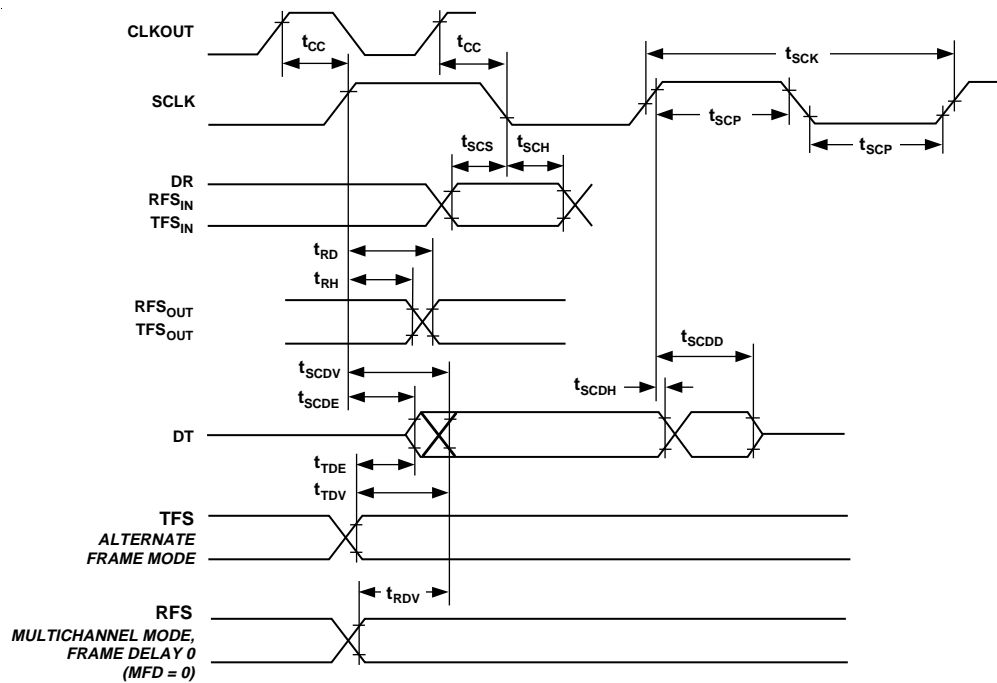 CLKOUT
tCC
tCC
tSCK
SCLK
tSCP
tSCP
tSCS
tSCH
DR
RFSIN
TFSIN
tRD
tRH
RFSOUT
TFSOUT
tSCDD
tSCDV
tSCDH
tSCDE
DT
tTDE
tTDV
TFS
ALTERNATE
FRAME MODE
tRDV
RFS
MULTICHANNEL MODE,
FRAME DELAY 0
(MFD = 0)